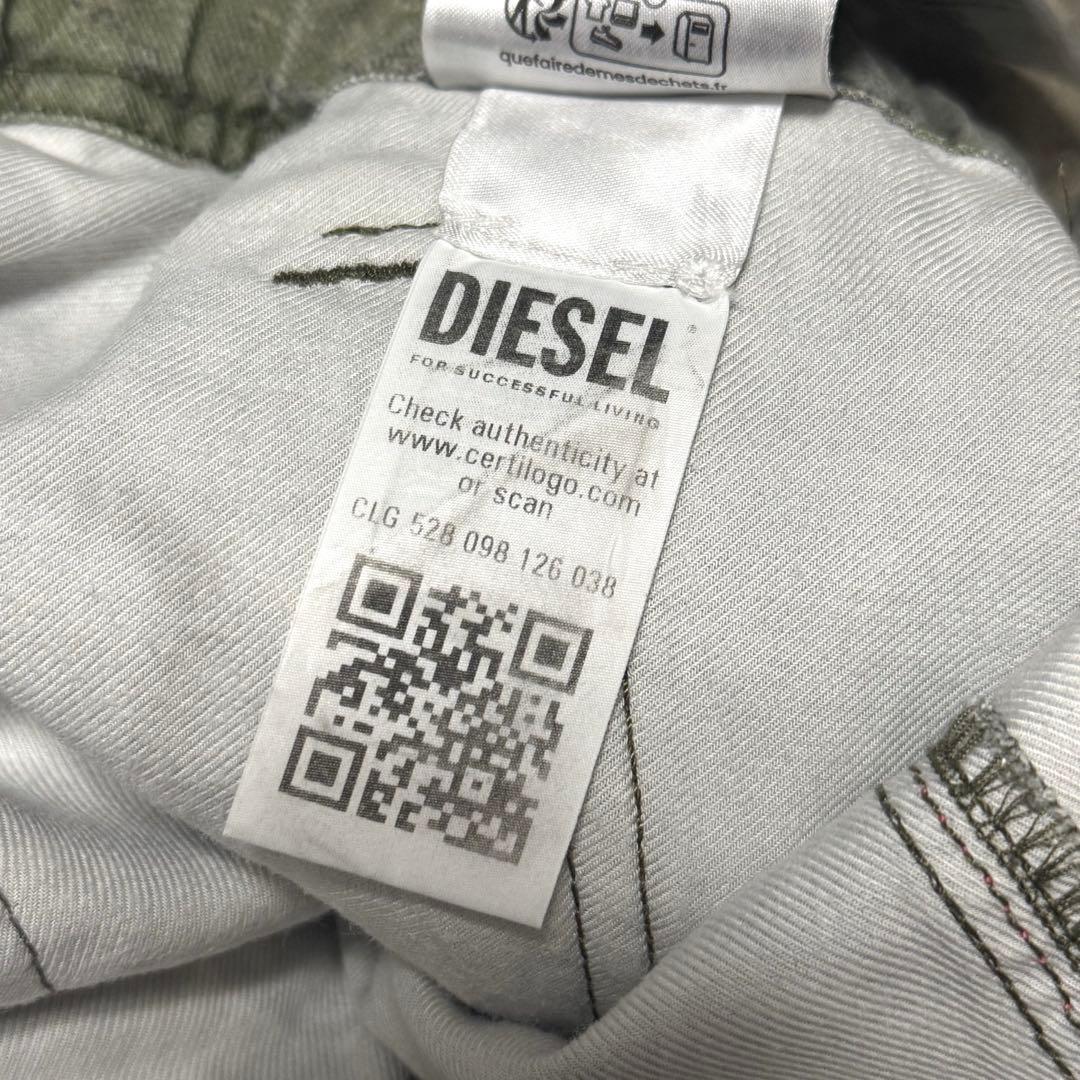 quefairedemesdechets.fr
DIESEL®
FOR SUCCESSFUL LIVING
Check authenticity at
www.certilogo.com
or scan
CLG 528 098 126 038